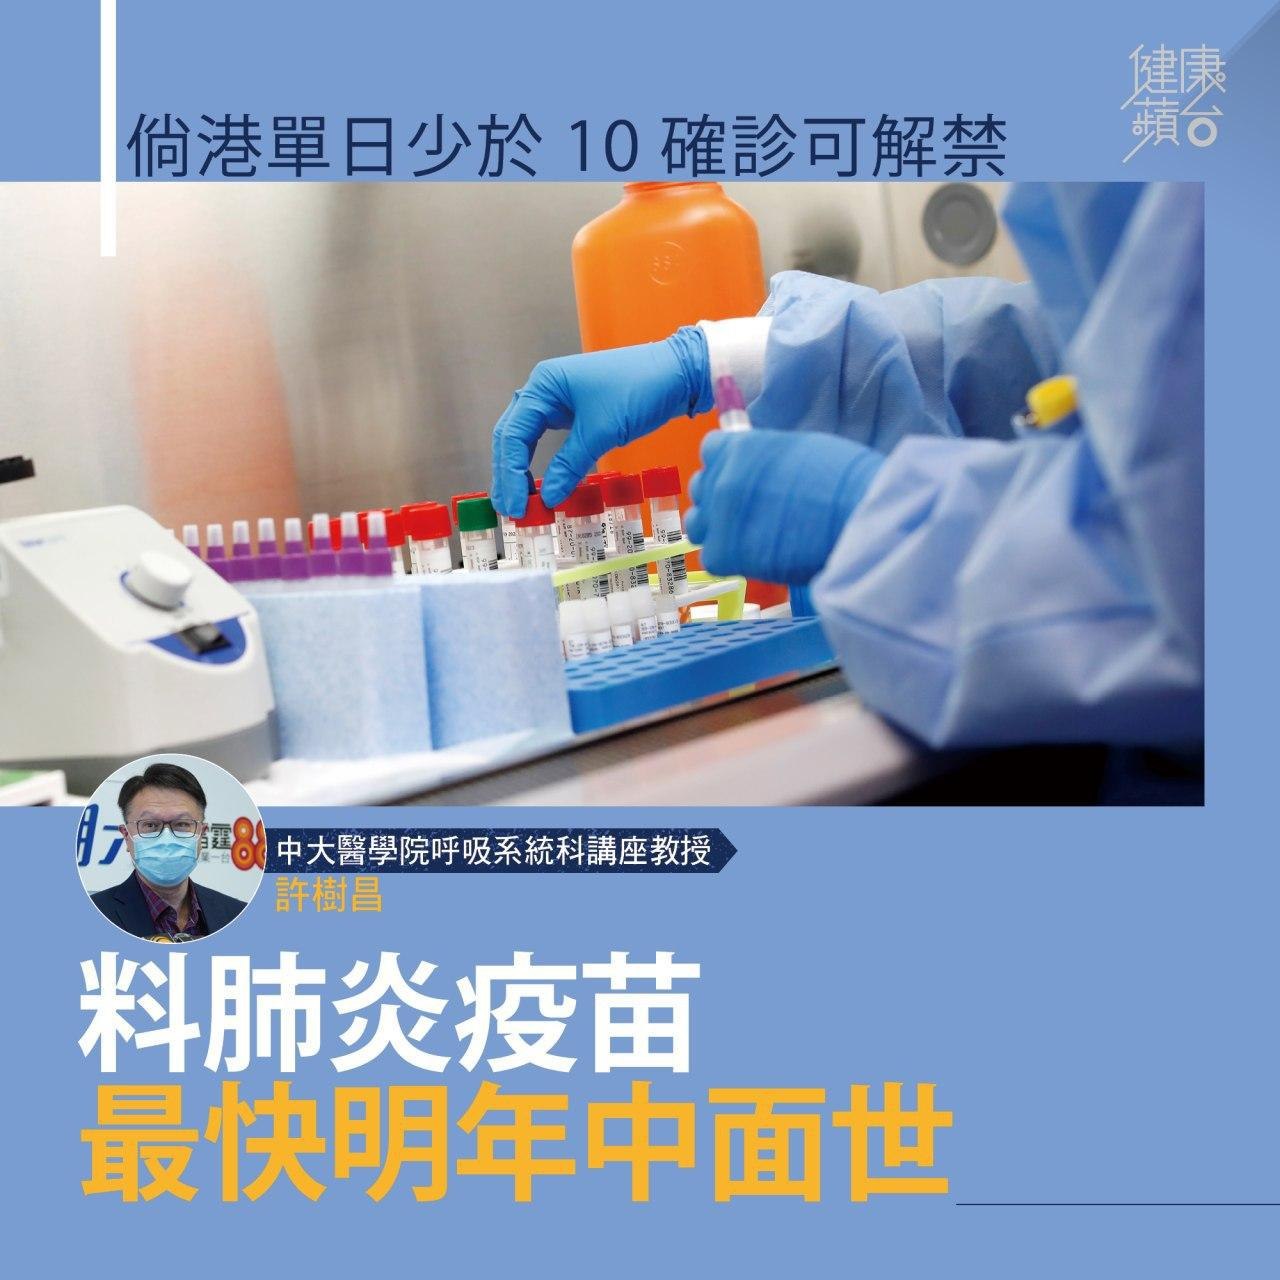 健康
蘋台
倘港單日少於 10 確診可解禁
中大醫學院呼吸系統科講座教授
許樹昌
料肺炎疫苗
最快明年中面世